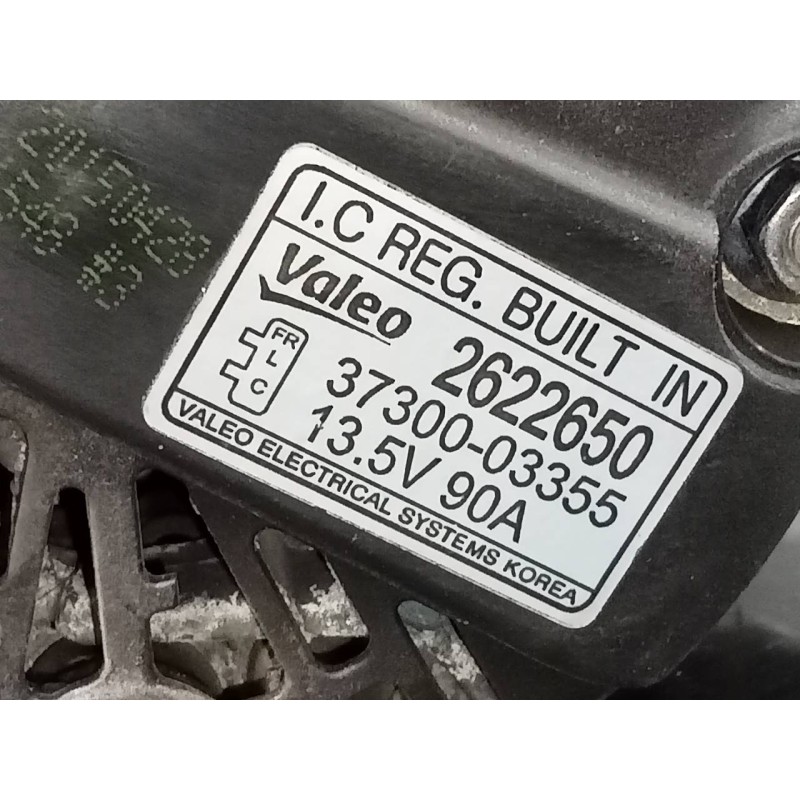 I.C REG. BUILT IN
Valeo 2622650
FR
L
C
37300-03355
13.5V 90A
VALEO ELECTRICAL SYSTEMS KOREA